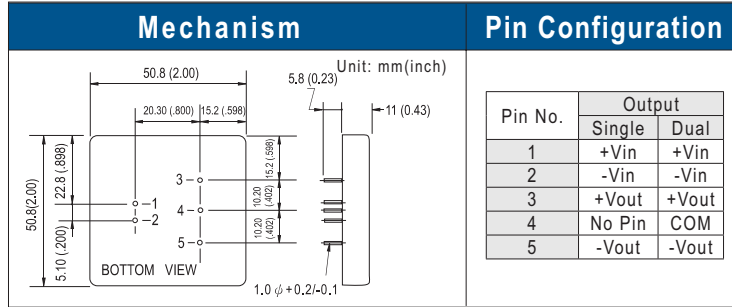 Mechanism
Pin Configuration
Unit: mm(inch)
50.8 (2.00)
5.8 (0.23)
20.30 (.800)
15.2 (.598)
11 (0.43)
50.8(2.00)
22.8 (.898)
5.10 (.200)
15.2 (.598)
10.20
(.402)
10.20
(.402)
1
2
3
4
5
BOTTOM VIEW
1.0 ϕ +0.2/-0.1
Pin No. Output
Single Dual
1 +Vin +Vin
2 -Vin -Vin
3 +Vout +Vout
4 No Pin COM
5 -Vout -Vout